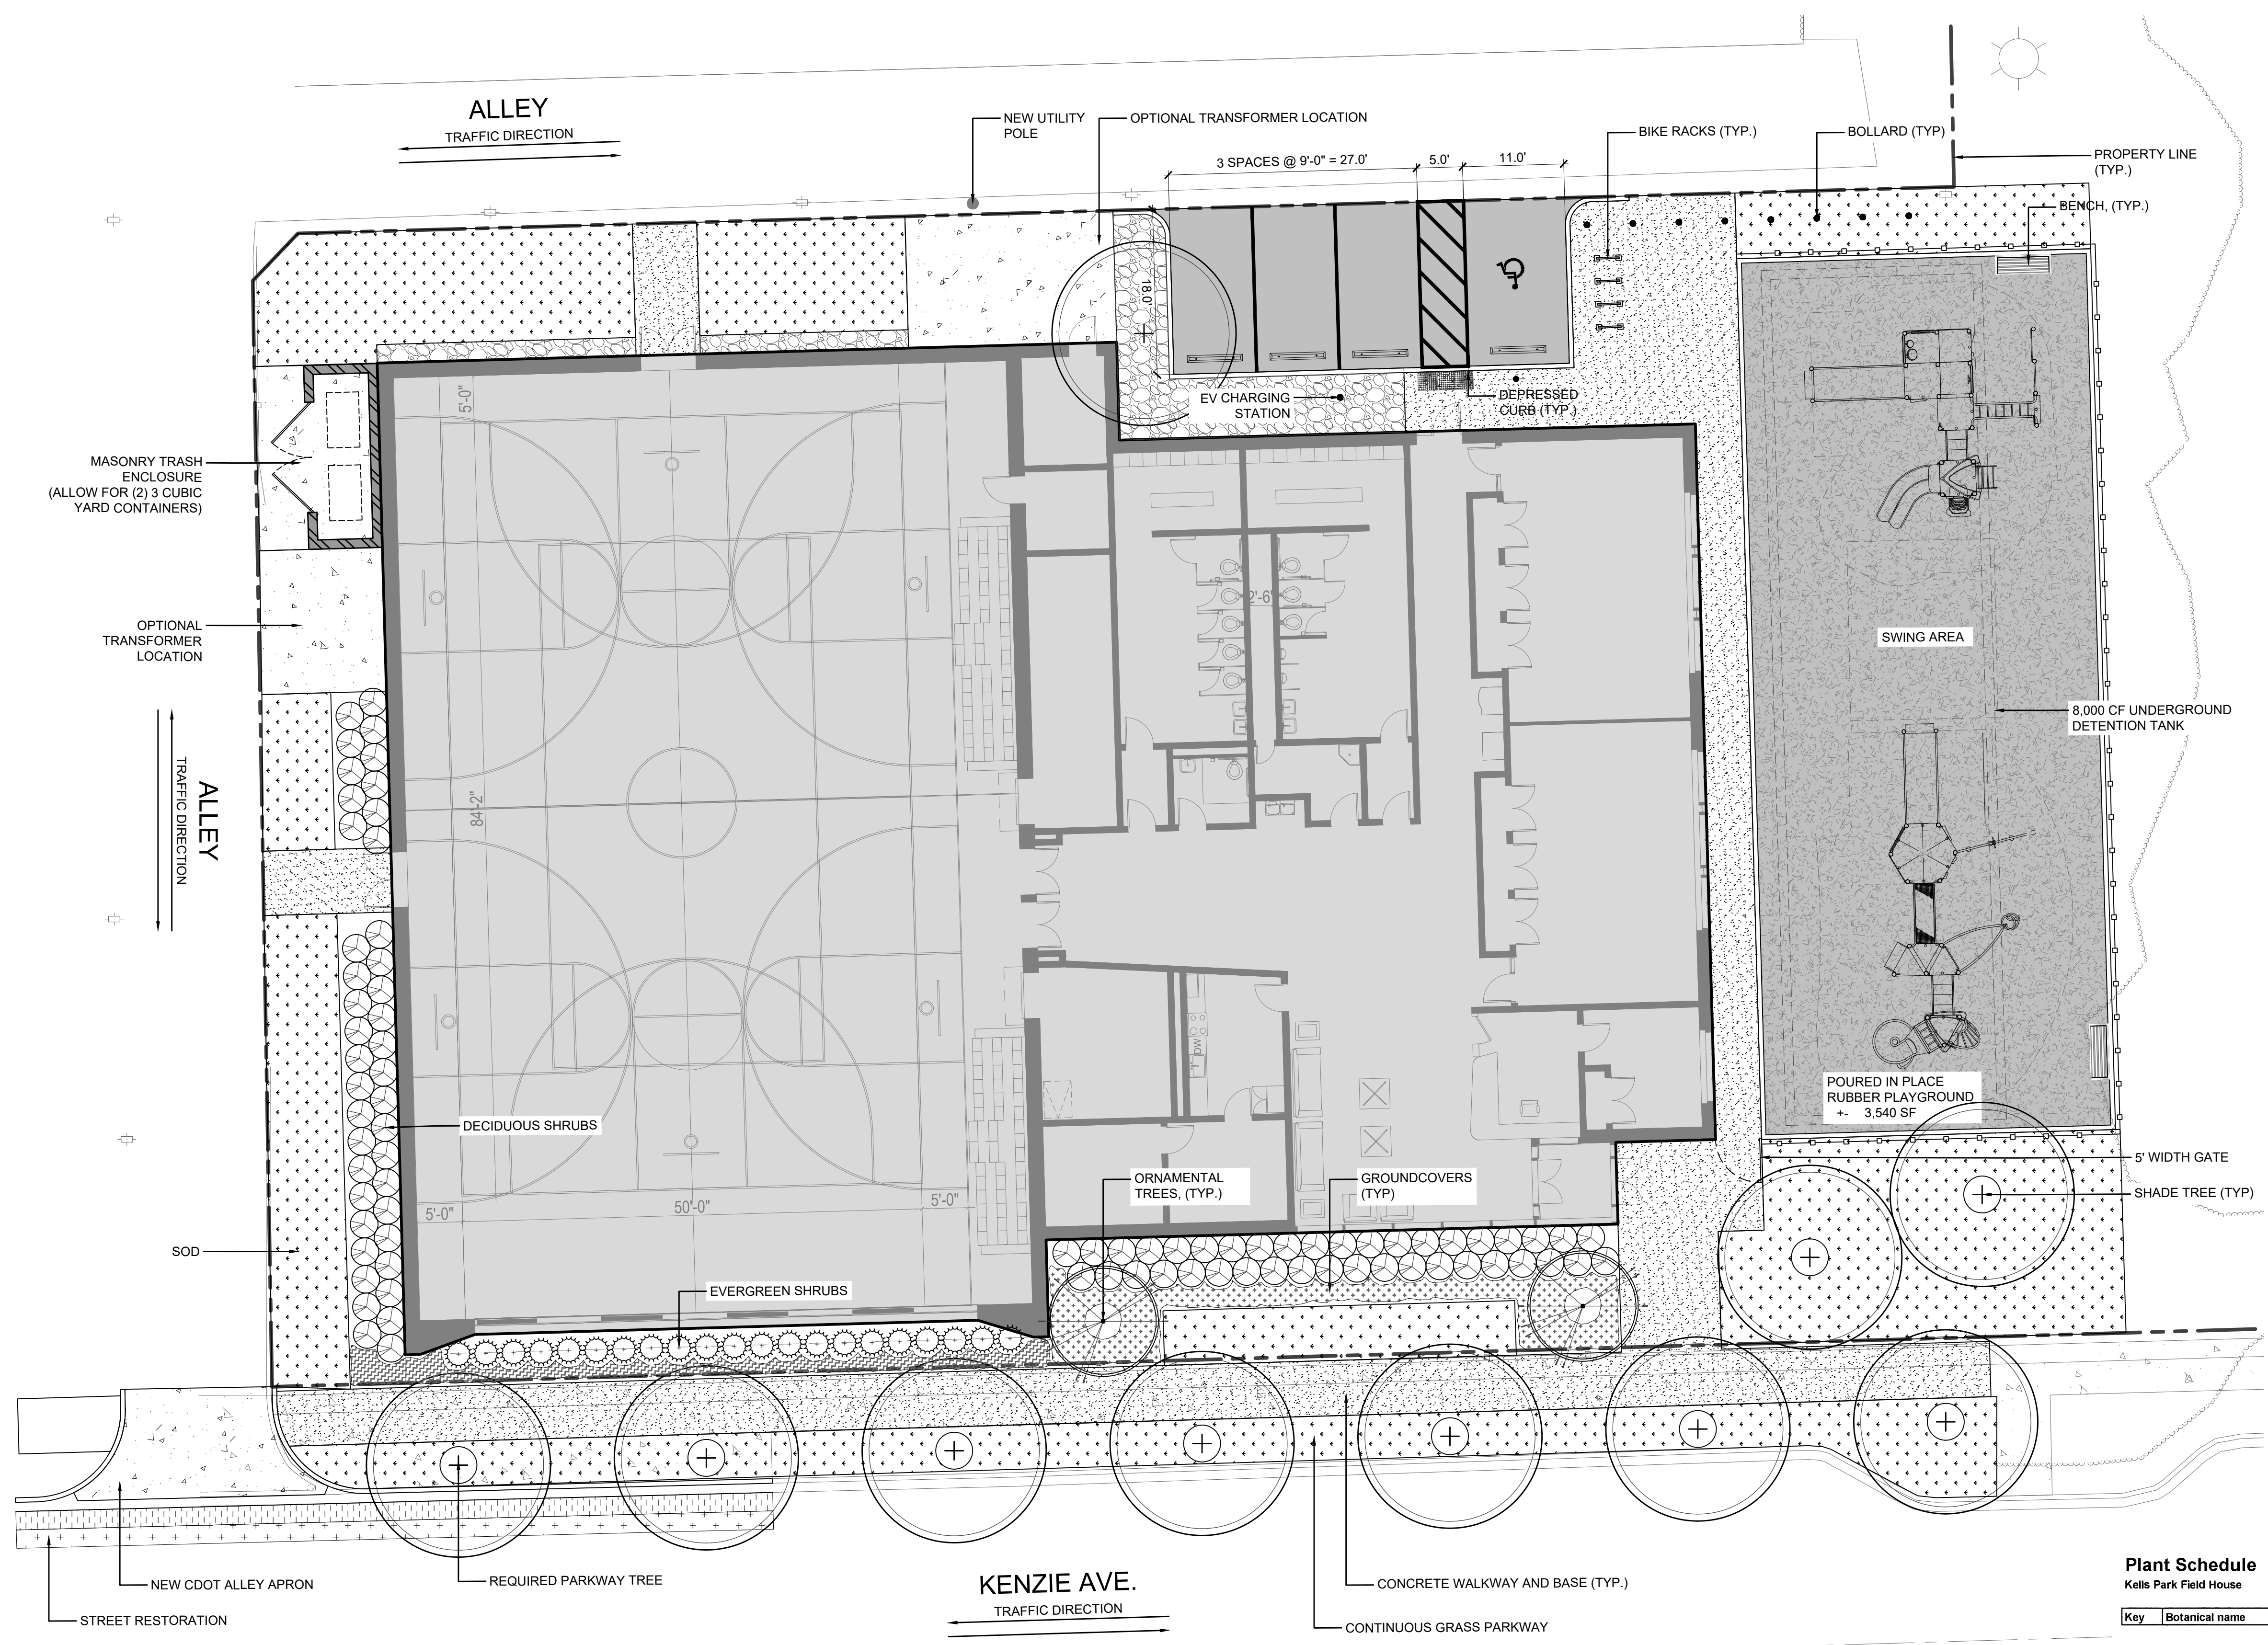 ALLEY
TRAFFIC DIRECTION
NEW UTILITY
POLE
OPTIONAL TRANSFORMER LOCATION
3 SPACES @ 9'-0" = 27.0'
5.0'
11.0'
BIKE RACKS (TYP.)
BOLLARD (TYP)
PROPERTY LINE
(TYP.)
BENCH, (TYP.)
18.0'
EV CHARGING
STATION
DEPRESSED
CURB (TYP.)
5'-0"
MASONRY TRASH
ENCLOSURE
(ALLOW FOR (2) 3 CUBIC
YARD CONTAINERS)
OPTIONAL
TRANSFORMER
LOCATION
2'-6"
SWING AREA
8,000 CF UNDERGROUND
DETENTION TANK
ALLEY
TRAFFIC DIRECTION
84'-2"
DW
POURED IN PLACE
RUBBER PLAYGROUND
+- 3,540 SF
DECIDUOUS SHRUBS
5' WIDTH GATE
SHADE TREE (TYP)
ORNAMENTAL
TREES, (TYP.)
GROUNDCOVERS
(TYP)
5'-0"
50'-0"
5'-0"
SOD
EVERGREEN SHRUBS
NEW CDOT ALLEY APRON
REQUIRED PARKWAY TREE
STREET RESTORATION
KENZIE AVE.
TRAFFIC DIRECTION
CONCRETE WALKWAY AND BASE (TYP.)
CONTINUOUS GRASS PARKWAY
Plant Schedule
Kells Park Field House
Key Botanical name